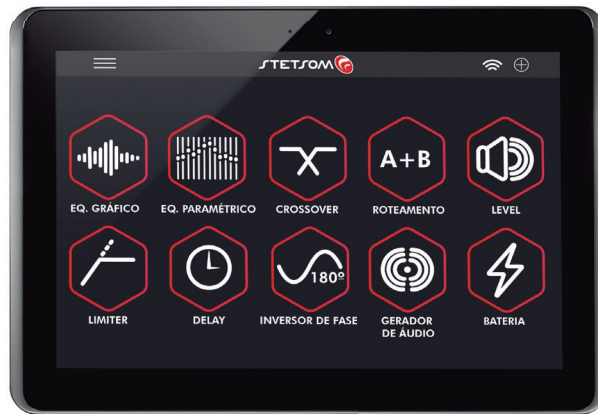 STETSOM
A+B
EQ. GRÁFICO
EQ. PARAMÉTRICO
CROSSOVER
ROTEAMENTO
LEVEL
180º
LIMITER
DELAY
INVERSOR DE FASE
GERADOR
DE ÁUDIO
BATERIA